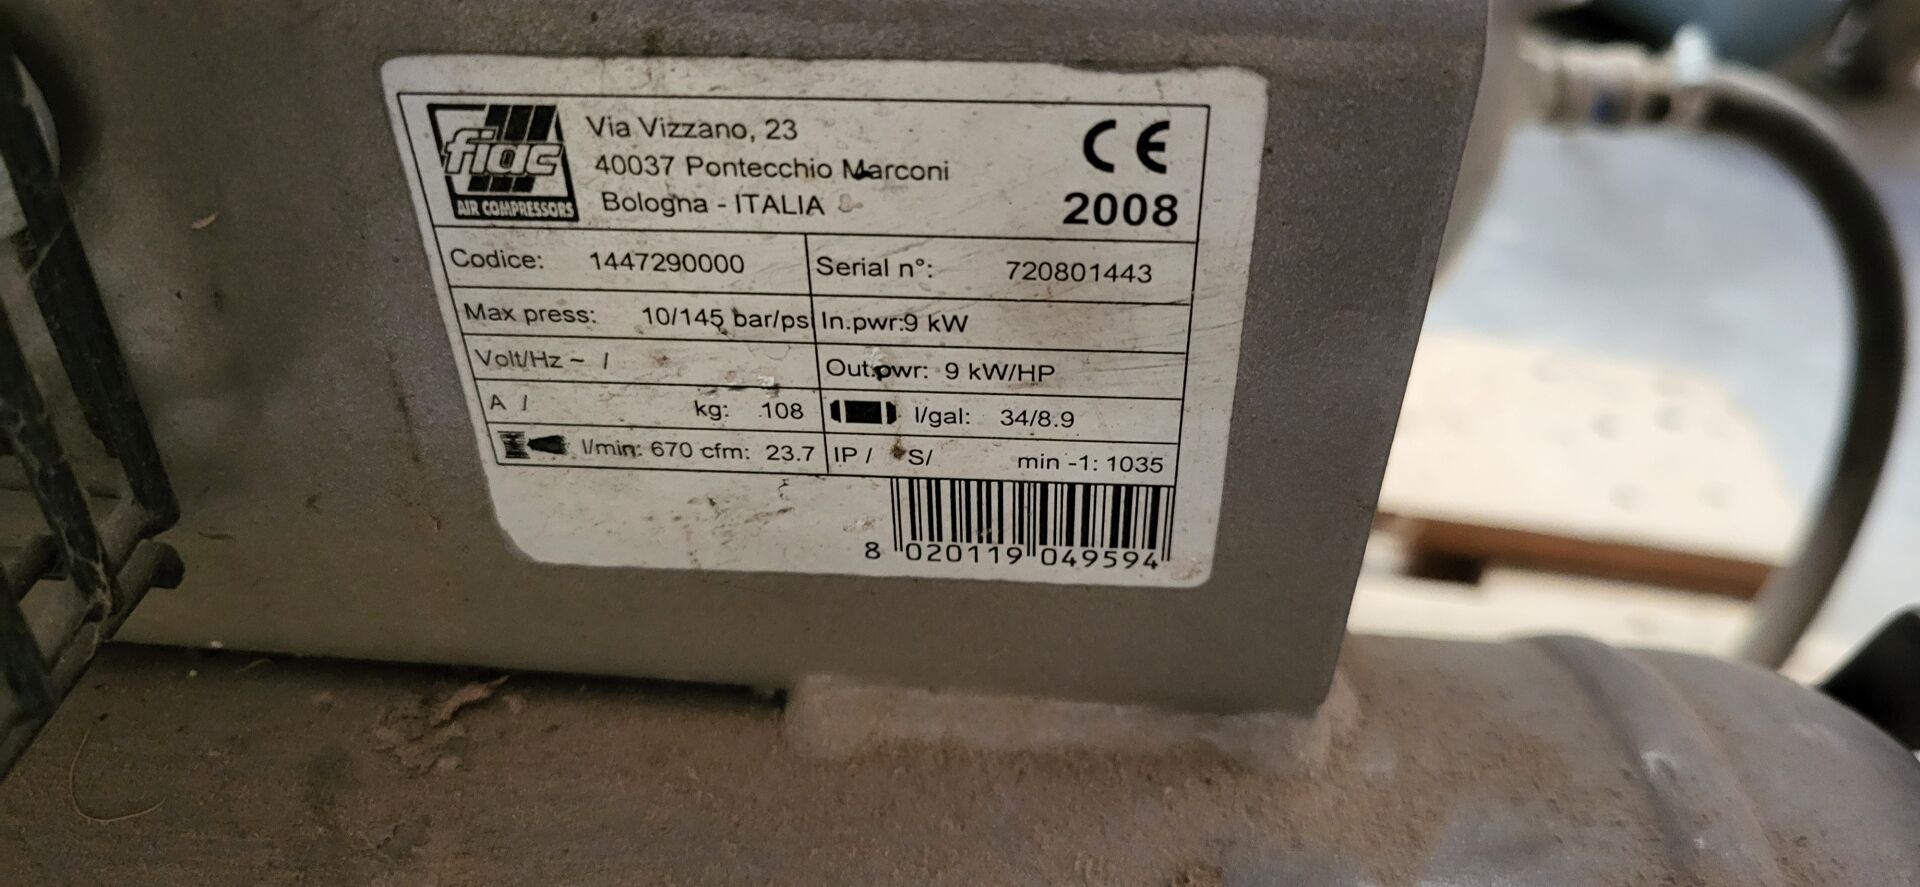 fiac
AIR COMPRESSORS
Via Vizzano, 23
40037 Pontecchio Marconi
Bologna - ITALIA
CE
2008
Codice: 1447290000
Serial n°: 720801443
Max press: 10/145 bar/ps
In.pwr:9 kW
Volt/Hz ~ /
Out.pwr: 9 kW/HP
A / kg: 108
l/gal: 34/8.9
l/min: 670 cfm: 23.7
IP / S/ min -1: 1035
8 020119 049594